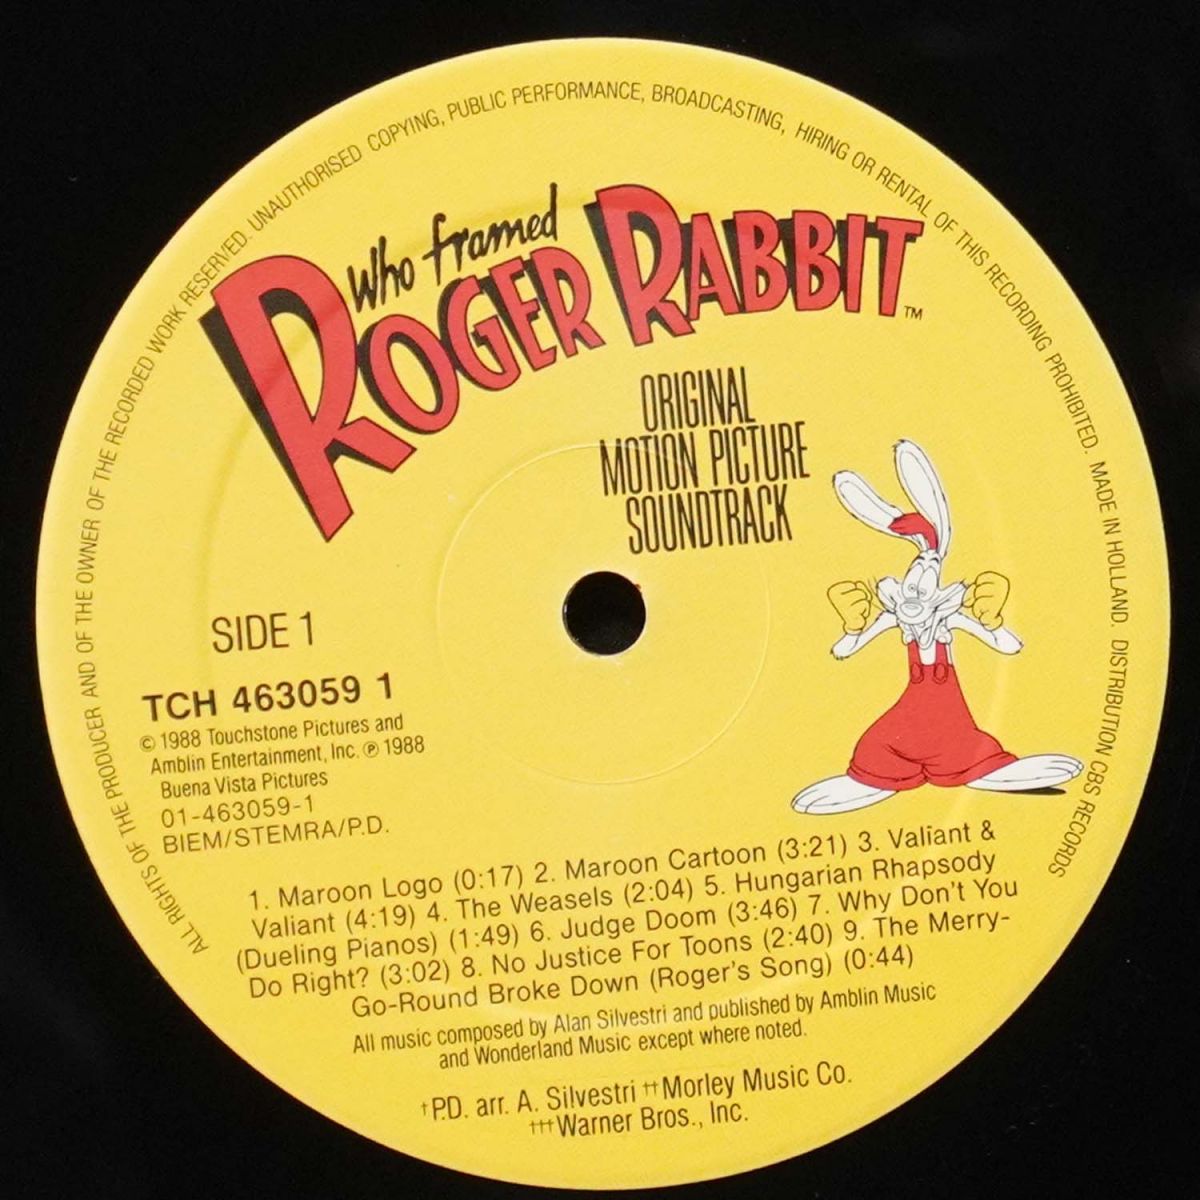 ALL RIGHTS OF THE PRODUCER AND OF THE OWNER OF THE RECORDED WORK RESERVED. UNAUTHORISED COPYING, PUBLIC PERFORMANCE, BROADCASTING, HIRING OR RENTAL OF THIS RECORDING PROHIBITED. MADE IN HOLLAND. DISTRIBUTION CBS RECORDS
Who framed
ROGER RABBIT™
ORIGINAL
MOTION PICTURE
SOUNDTRACK
SIDE 1
TCH 463059 1
© 1988 Touchstone Pictures and
Amblin Entertainment, Inc. ℗ 1988
Buena Vista Pictures
01-463059-1
BIEM/STEMRA/P.D.
1. Maroon Logo (0:17) 2. Maroon Cartoon (3:21) 3. Valiant &
Valiant (4:19) 4. The Weasels (2:04) 5. Hungarian Rhapsody
(Dueling Pianos) (1:49) 6. Judge Doom (3:46) 7. Why Don't You
Do Right? (3:02) 8. No Justice For Toons (2:40) 9. The Merry-
Go-Round Broke Down (Roger's Song) (0:44)
All music composed by Alan Silvestri and published by Amblin Music
and Wonderland Music except where noted.
†P.D. arr. A. Silvestri ††Morley Music Co.
†††Warner Bros., Inc.